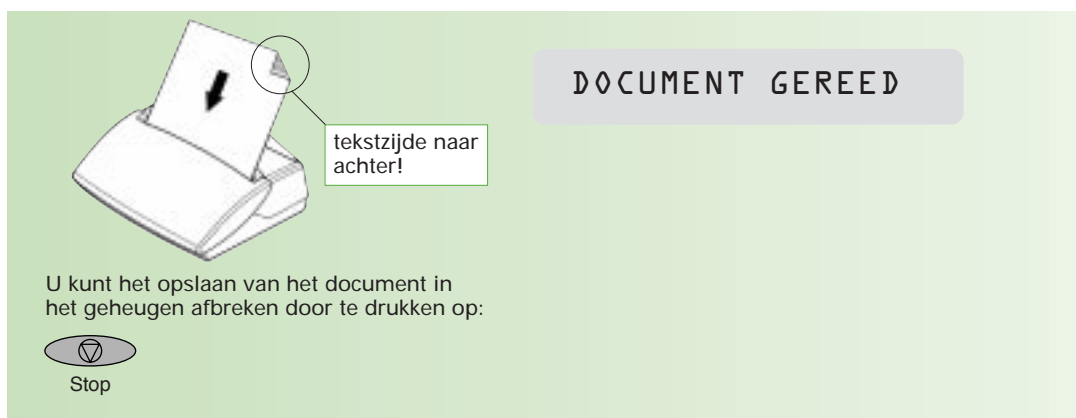 tekstzijde naar
achter!
DOCUMENT GEREED
U kunt het opslaan van het document in
het geheugen afbreken door te drukken op:
Stop